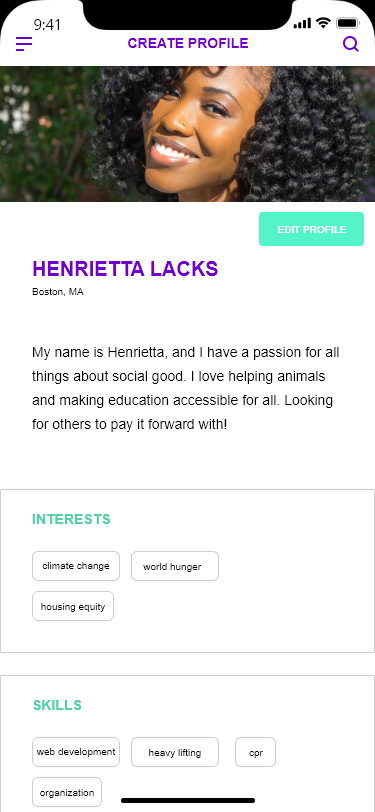 9:41
CREATE PROFILE
EDIT PROFILE
HENRIETTA LACKS
Boston, MA
My name is Henrietta, and I have a passion for all
things about social good. I love helping animals
and making education accessible for all. Looking
for others to pay it forward with!
INTERESTS
climate change world hunger
housing equity
SKILLS
web development heavy lifting cpr
organization